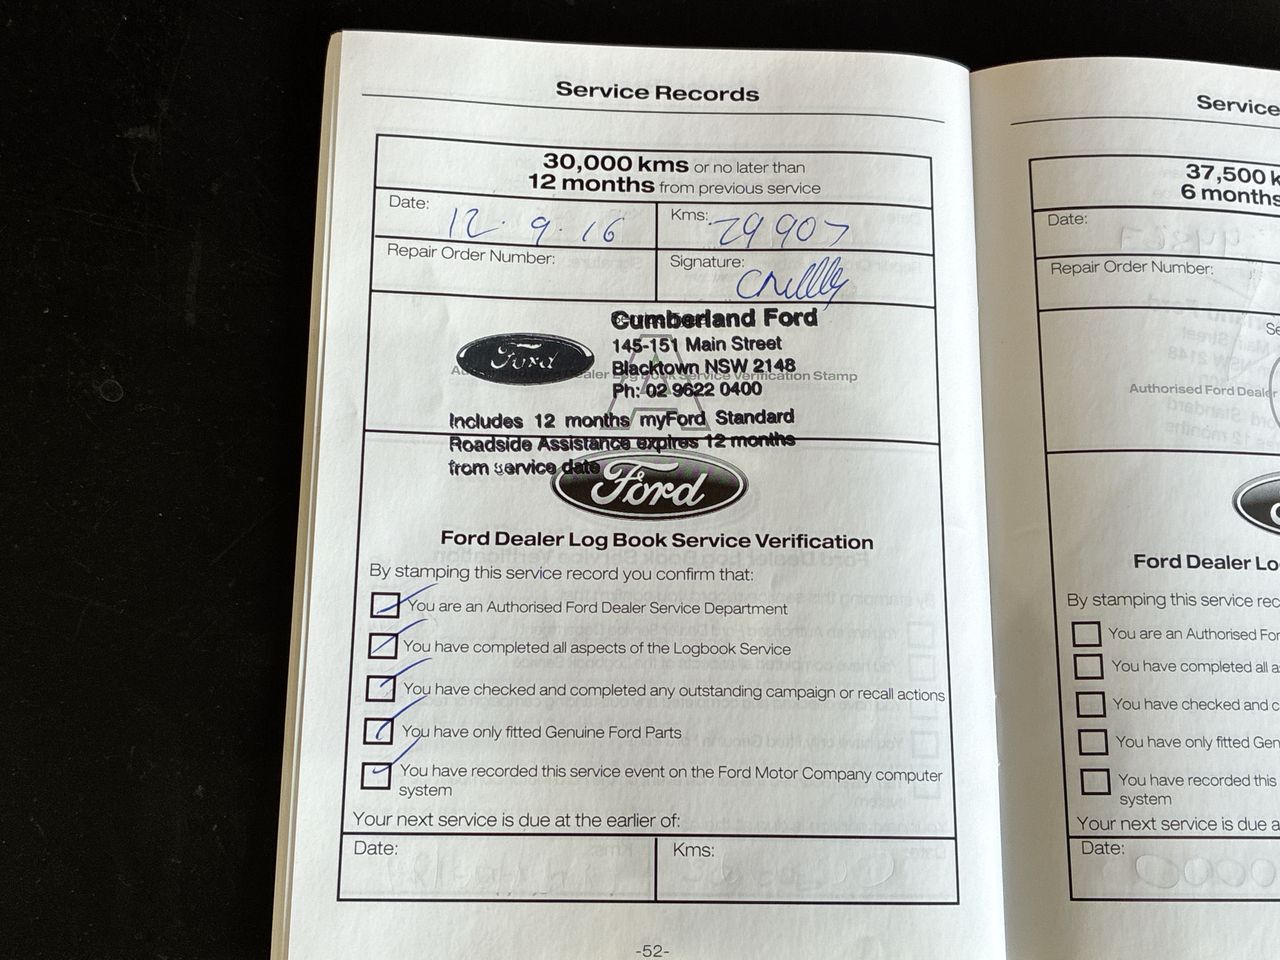 Service Records
30,000 kms or no later than
12 months from previous service
Date: 12.9.16
Kms: 29907
Repair Order Number:
Signature:
Cumberland Ford
145-151 Main Street
Blacktown NSW 2148
Ph: 02 9622 0400
Ford
Log Book Service Verification Stamp
Includes 12 months myFord Standard
Roadside Assistance expires 12 months
from service date
Ford
Ford Dealer Log Book Service Verification
By stamping this service record you confirm that:
You are an Authorised Ford Dealer Service Department
You have completed all aspects of the Logbook Service
You have checked and completed any outstanding campaign or recall actions
You have only fitted Genuine Ford Parts
You have recorded this service event on the Ford Motor Company computer
system
Your next service is due at the earlier of:
Date:
Kms:
-52-
Service
37,500 k
6 months
Date:
Repair Order Number:
Se
Authorised Ford Dealer
Ford Dealer Lo
By stamping this service rec
You are an Authorised For
You have completed all a
You have checked and c
You have only fitted Gen
You have recorded this
system
Your next service is due a
Date: